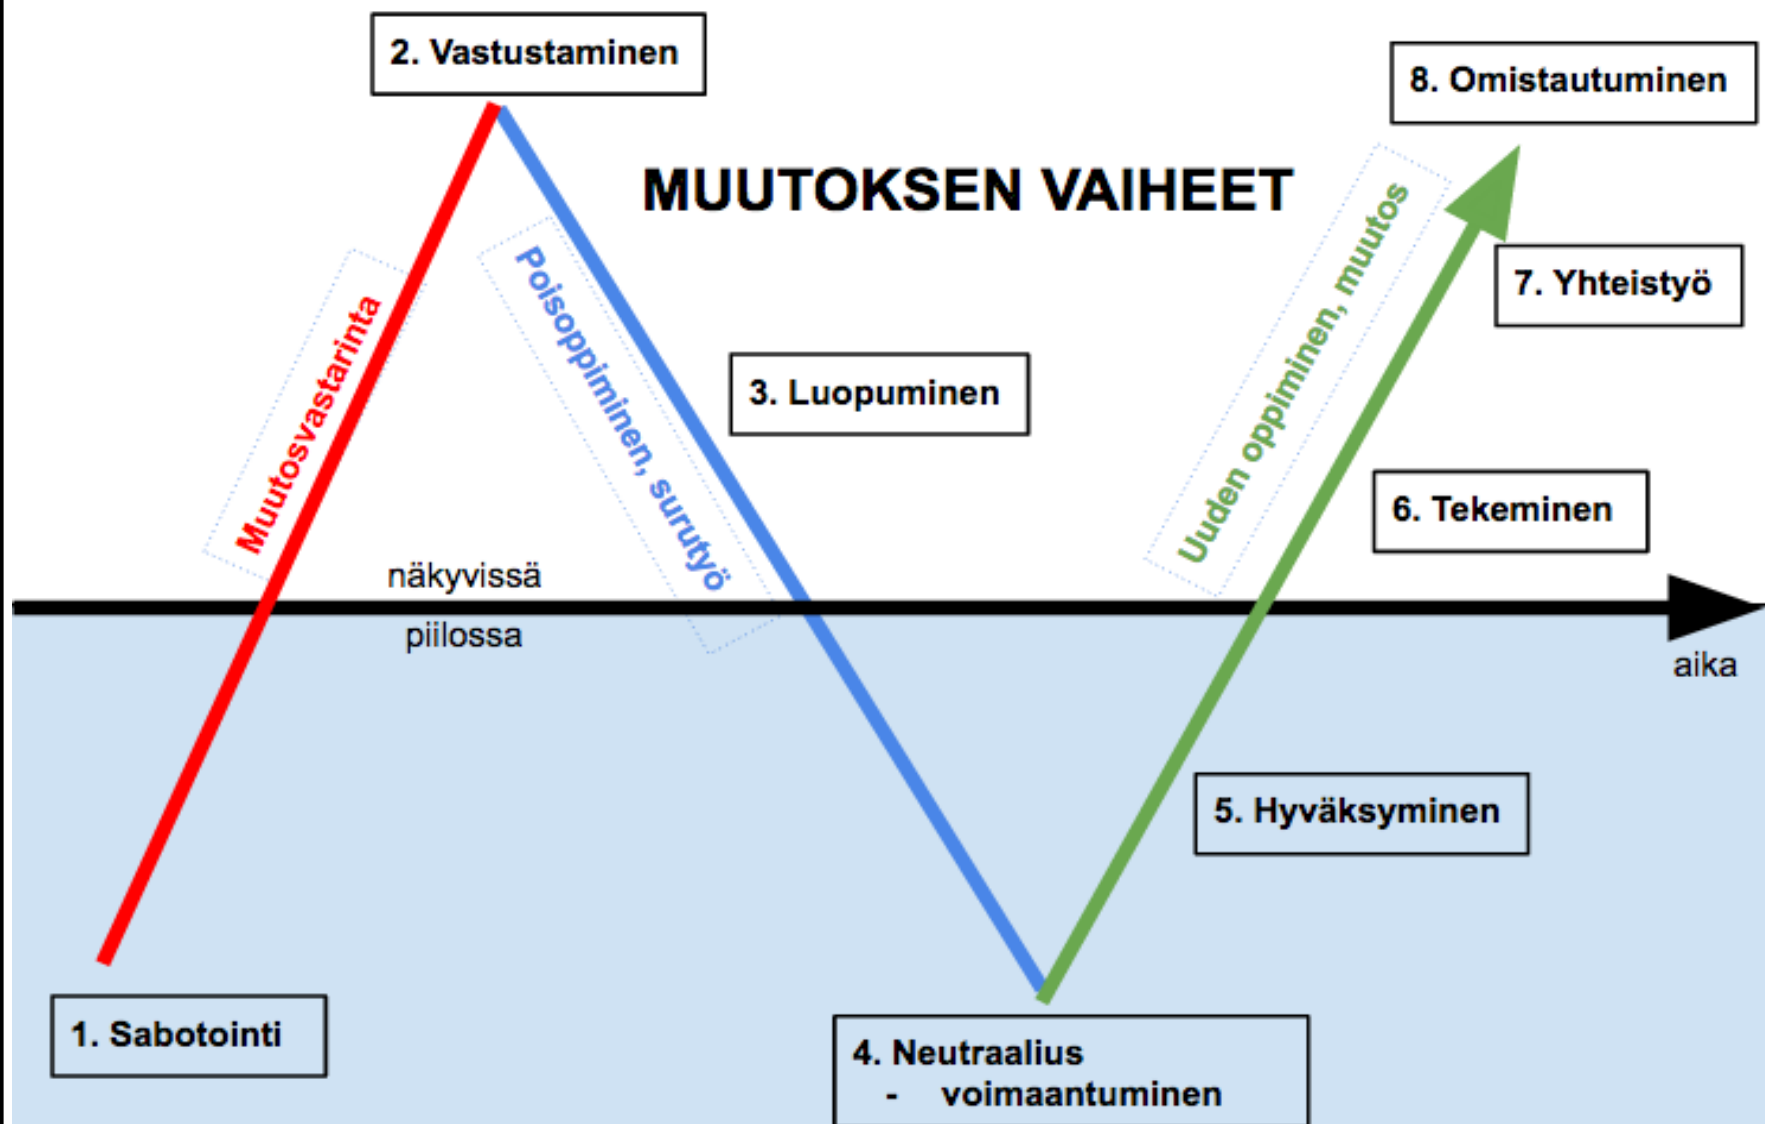 2. Vastustaminen
8. Omistautuminen
MUUTOKSEN VAIHEET
7. Yhteistyö
Muutosvastarinta
Poisoppiminen, surutyö
Uuden oppiminen, muutos
3. Luopuminen
6. Tekeminen
näkyvissä
piilossa
aika
5. Hyväksyminen
1. Sabotointi
4. Neutraalius
- voimaantuminen